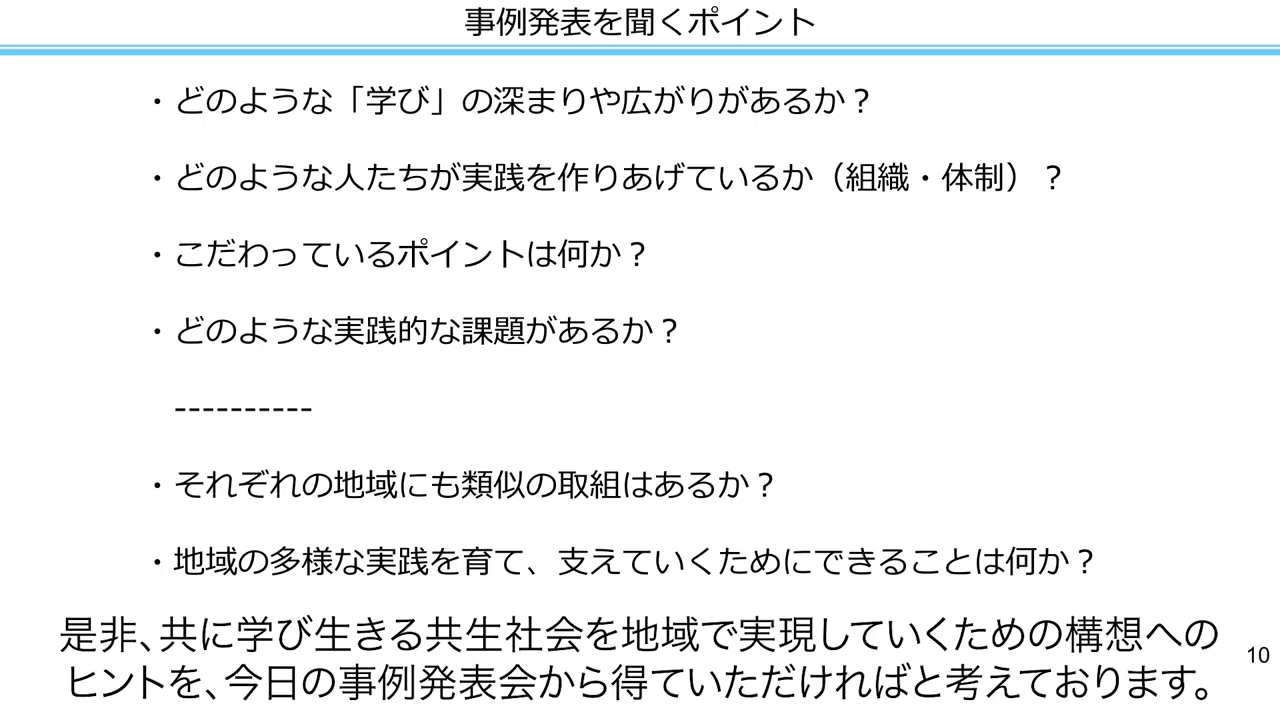 事例発表を聞くポイント
・どのような「学び」の深まりや広がりがあるか？
・どのような人たちが実践を作りあげているか（組織・体制）？
・こだわっているポイントは何か？
・どのような実践的な課題があるか？
----------
・それぞれの地域にも類似の取組はあるか？
・地域の多様な実践を育て、支えていくためにできることは何か？
是非、共に学び生きる共生社会を地域で実現していくための構想への
ヒントを、今日の事例発表会から得ていただければと考えております。
10